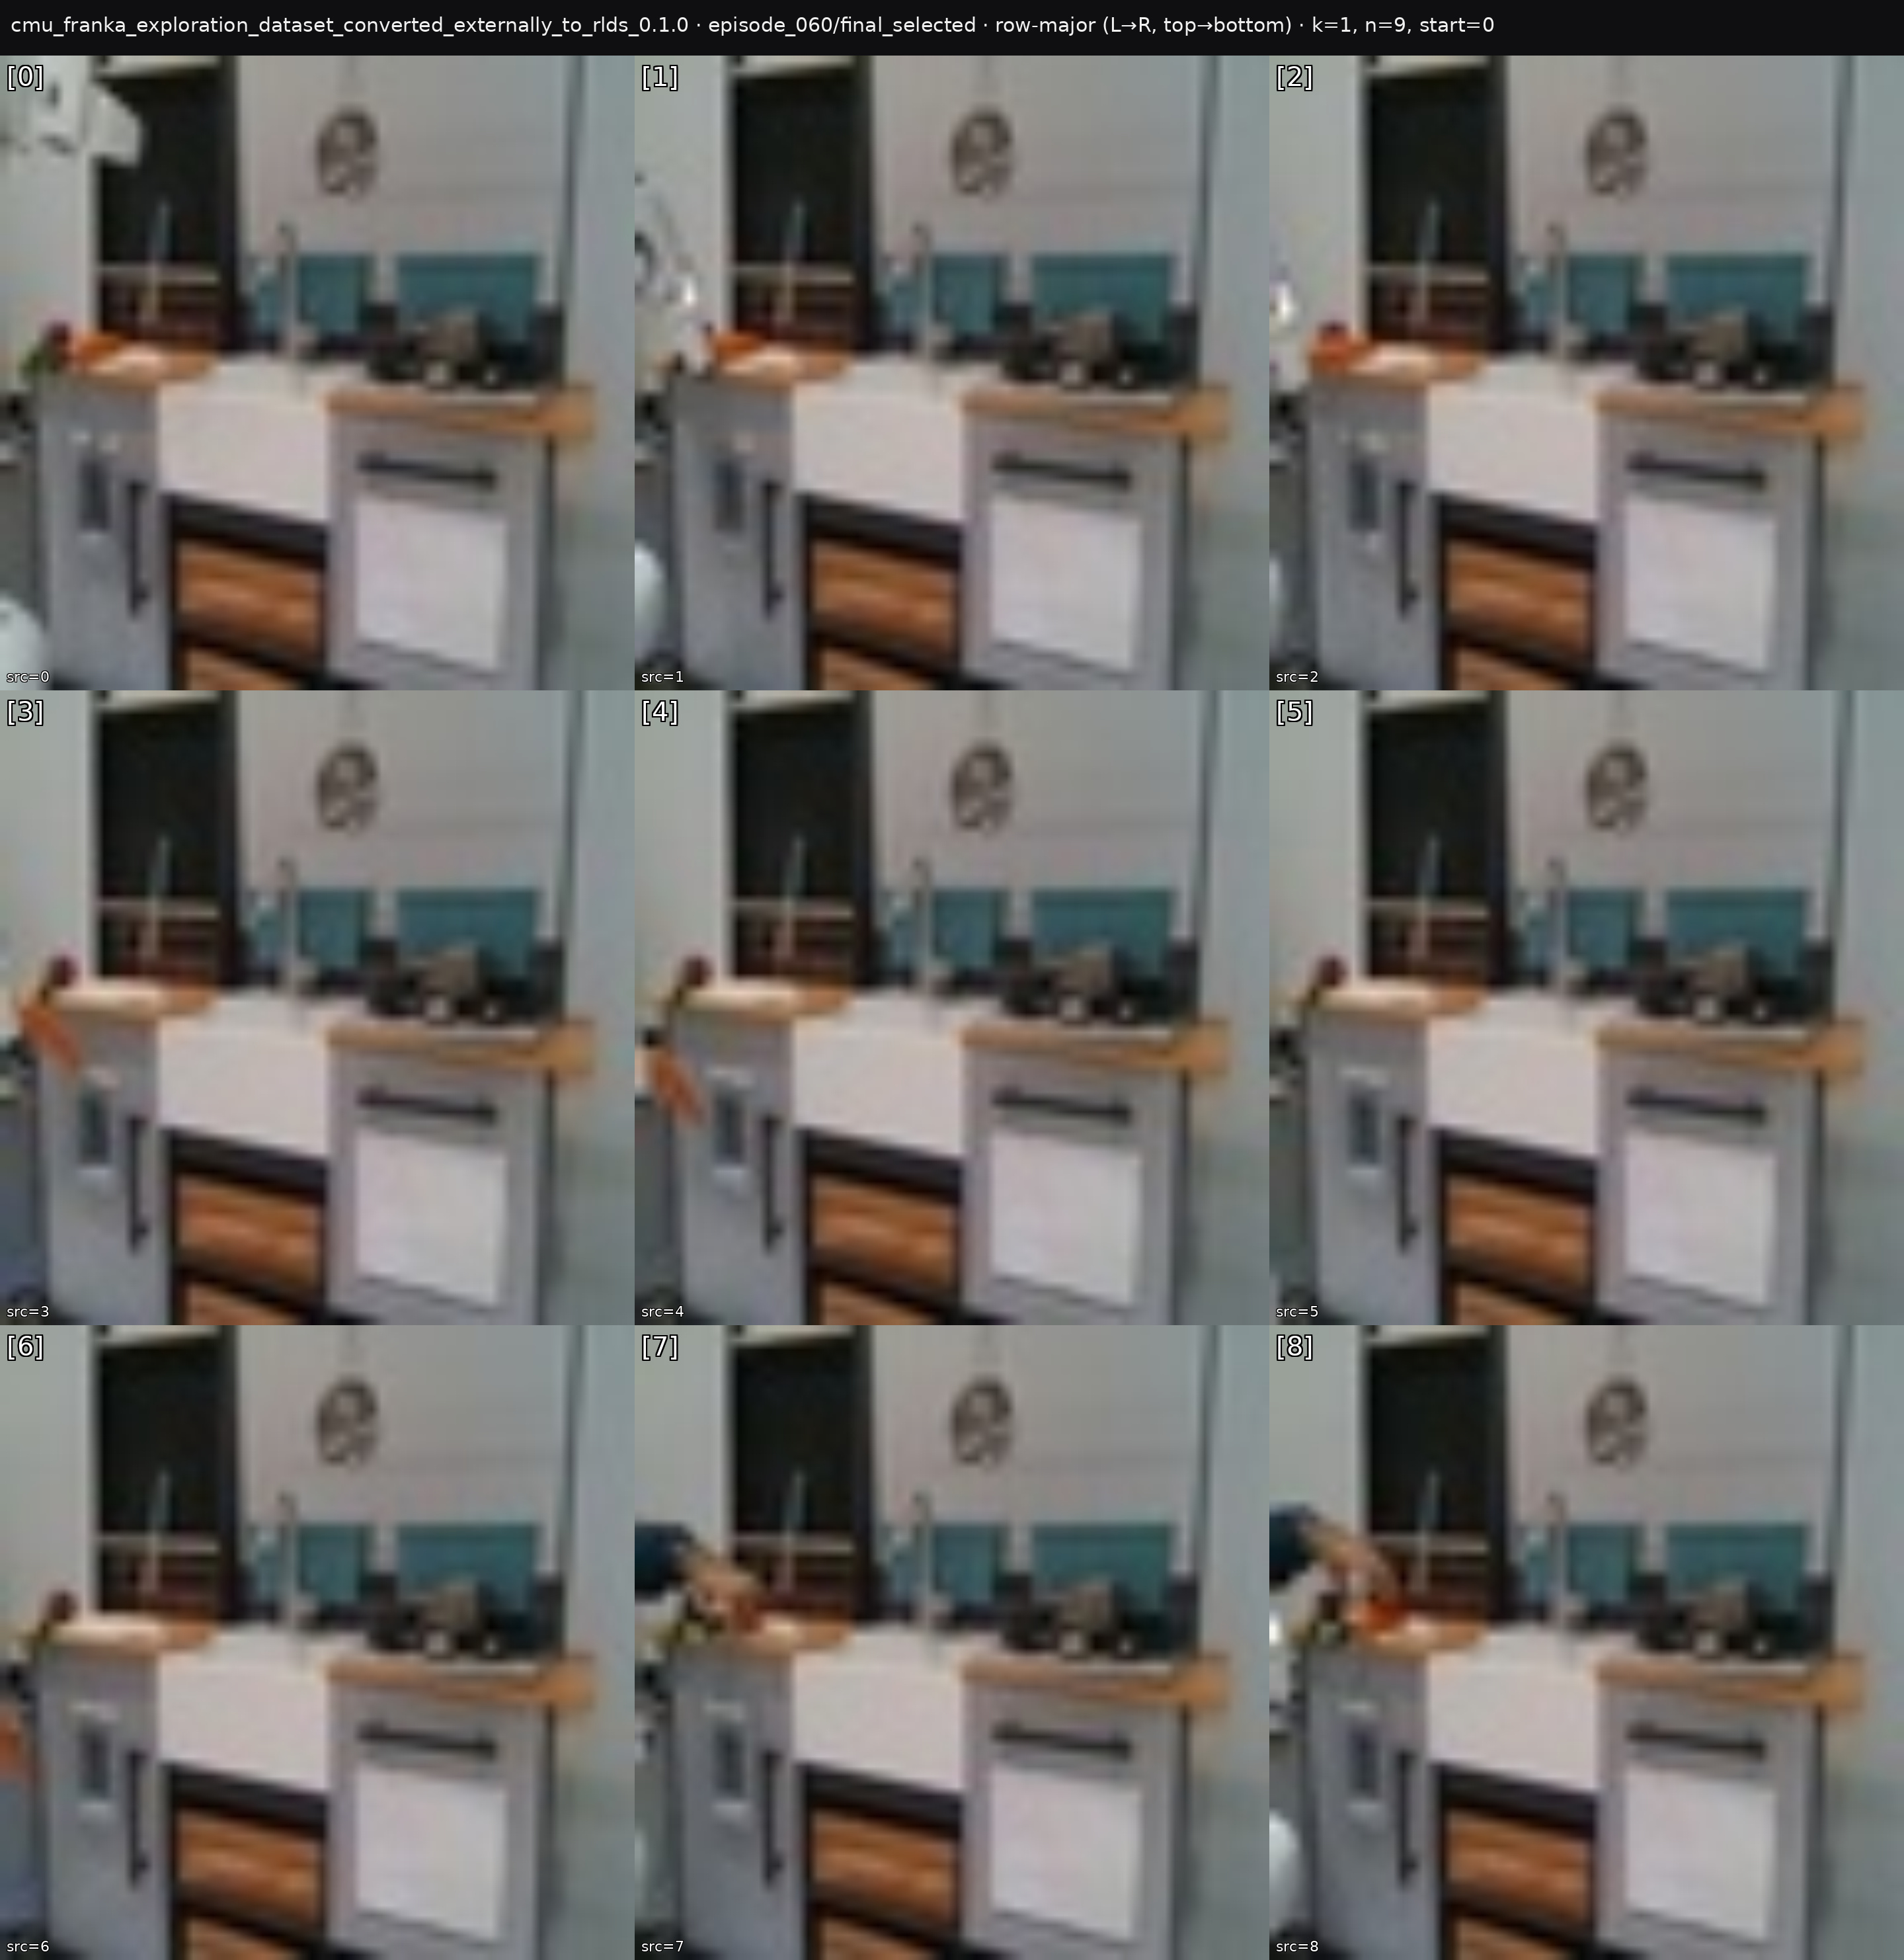 cmu_franka_exploration_dataset_converted_externally_to_rlds_0.1.0 · episode_060/final_selected · row-major (L→R, top→bottom) · k=1, n=9, start=0
[0]
[1]
[2]
src=0
src=1
src=2
[3]
[4]
[5]
src=3
src=4
src=5
[6]
[7]
[8]
src=6
src=7
src=8